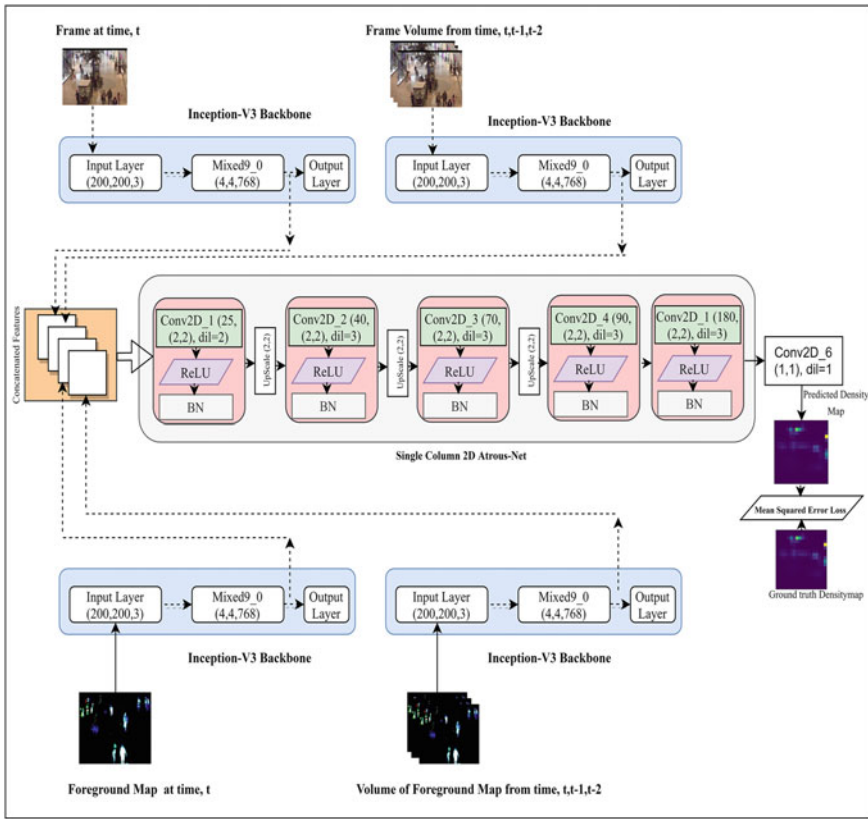 Frame at time, t
Frame Volume from time, t,t-1,t-2
Inception-V3 Backbone
Inception-V3 Backbone
Input Layer
(200,200,3)
Mixed9_0
(4,4,768)
Output
Layer
Input Layer
(200,200,3)
Mixed9_0
(4,4,768)
Output
Layer
Concatenated Features
Conv2D_1 (25,
(2,2), dil=2)
ReLU
BN
UpScale (2,2)
Conv2D_2 (40,
(2,2), dil=3)
ReLU
BN
UpScale (2,2)
Conv2D_3 (70,
(2,2), dil=3)
ReLU
BN
UpScale (2,2)
Conv2D_4 (90,
(2,2), dil=3)
ReLU
BN
Conv2D_1 (180,
(2,2), dil=3)
ReLU
BN
Single Column 2D Atrous-Net
Conv2D_6
(1,1), dil=1
Predicted Density
Map
Mean Squared Error Loss
Ground truth Densitymap
Input Layer
(200,200,3)
Mixed9_0
(4,4,768)
Output
Layer
Input Layer
(200,200,3)
Mixed9_0
(4,4,768)
Output
Layer
Inception-V3 Backbone
Inception-V3 Backbone
Foreground Map at time, t
Volume of Foreground Map from time, t,t-1,t-2